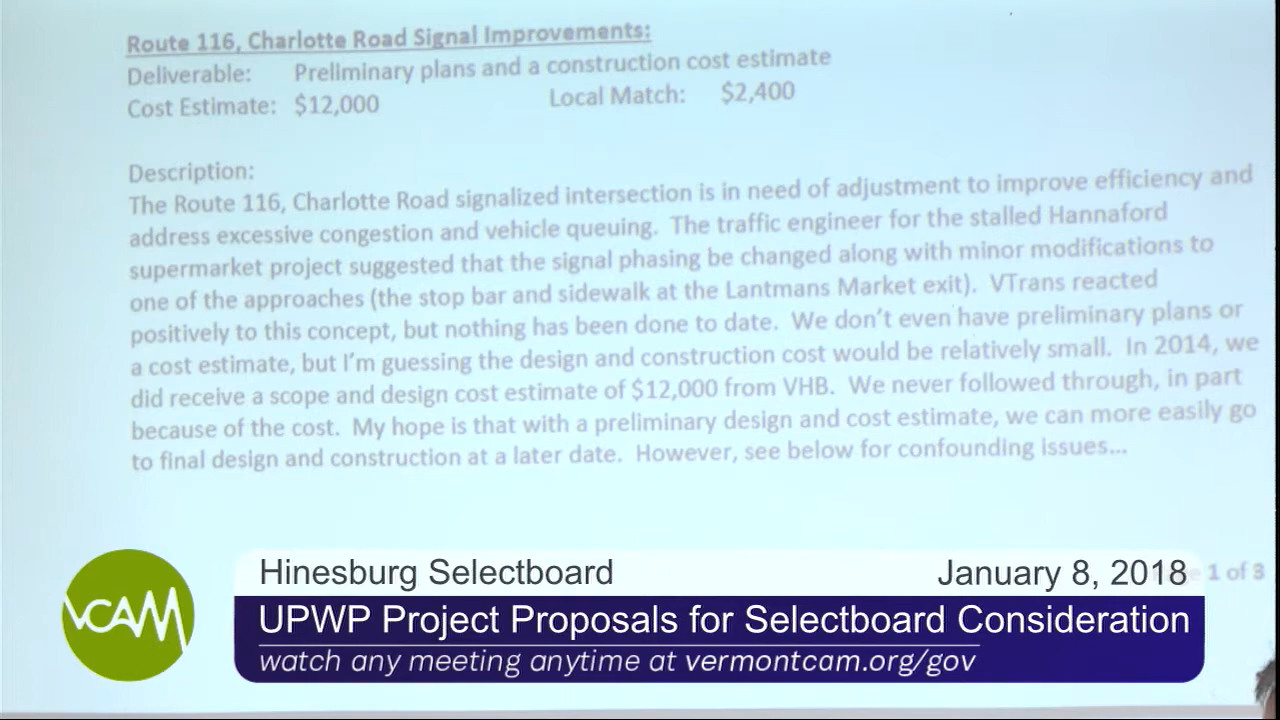 Route 116, Charlotte Road Signal Improvements:
Deliverable: Preliminary plans and a construction cost estimate
Cost Estimate: $12,000 Local Match: $2,400
Description:
The Route 116, Charlotte Road signalized intersection is in need of adjustment to improve efficiency and
address excessive congestion and vehicle queuing. The traffic engineer for the stalled Hannaford
supermarket project suggested that the signal phasing be changed along with minor modifications to
one of the approaches (the stop bar and sidewalk at the Lantmans Market exit). VTrans reacted
positively to this concept, but nothing has been done to date. We don't even have preliminary plans or
a cost estimate, but I'm guessing the design and construction cost would be relatively small. In 2014, we
did receive a scope and design cost estimate of $12,000 from VHB. We never followed through, in part
because of the cost. My hope is that with a preliminary design and cost estimate, we can more easily go
to final design and construction at a later date. However, see below for confounding issues...
1 of 3
VCAM
Hinesburg Selectboard January 8, 2018
UPWP Project Proposals for Selectboard Consideration
watch any meeting anytime at vermontcam.org/gov